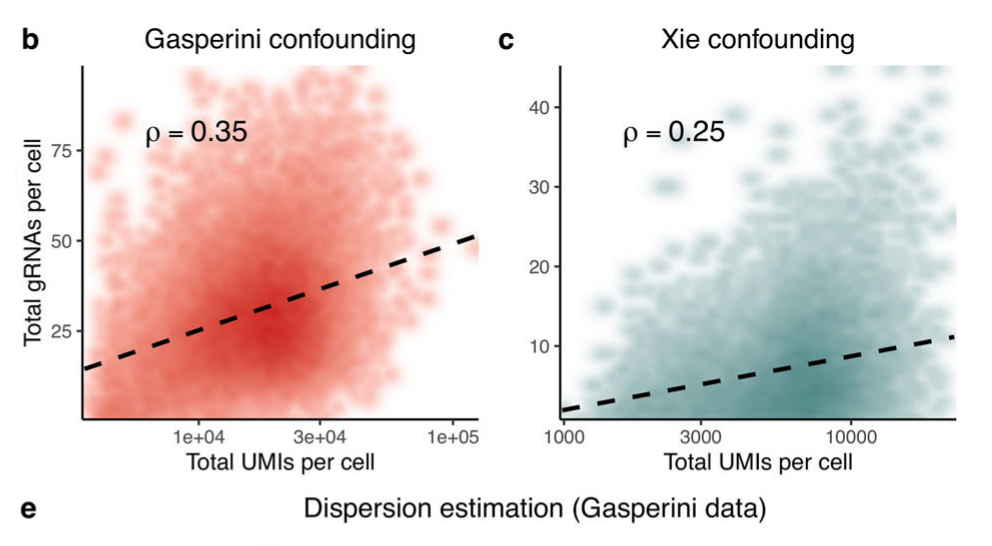 b Gasperini confounding
c Xie confounding
ρ = 0.35
ρ = 0.25
Total gRNAs per cell
75
50
25
1e+04 3e+04 1e+05
Total UMIs per cell
40
30
20
10
1000 3000 10000
Total UMIs per cell
e Dispersion estimation (Gasperini data)